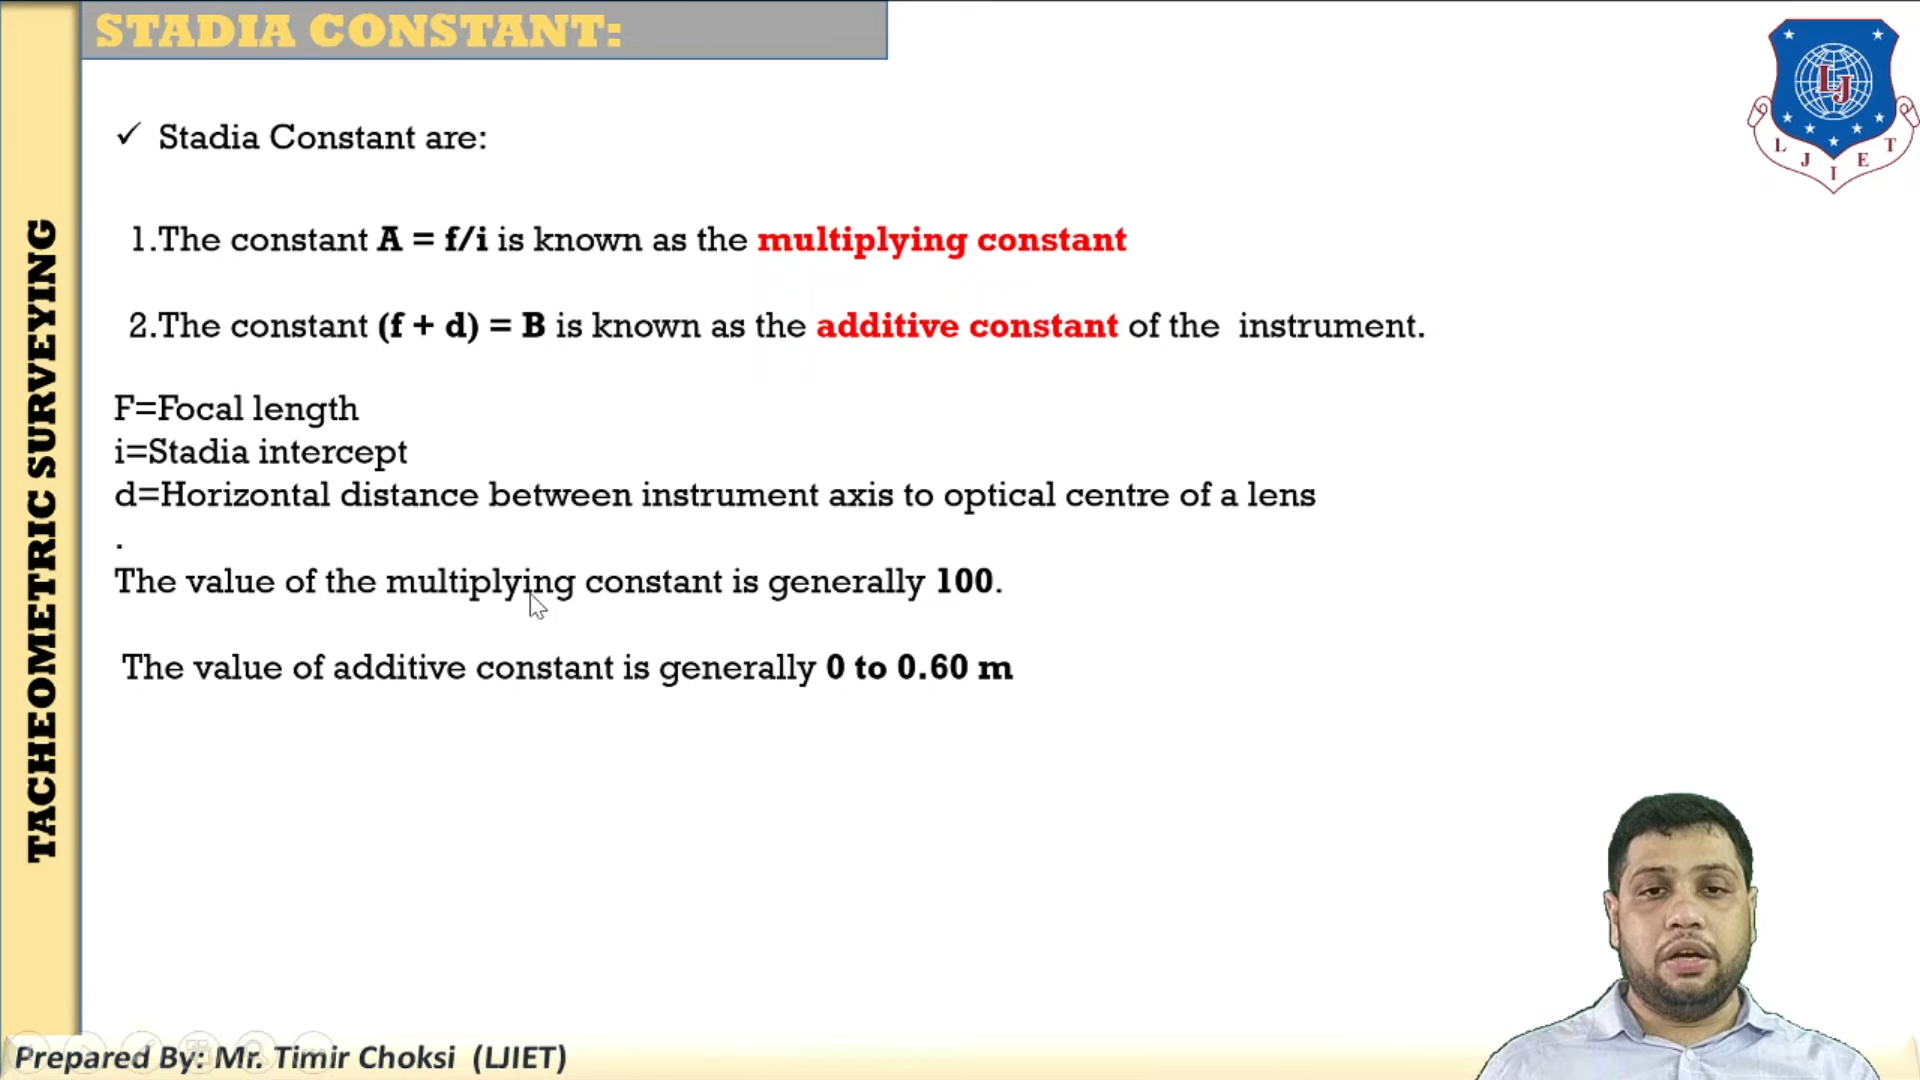 STADIA CONSTANT:
✓ Stadia Constant are:
1.The constant A = f/i is known as the multiplying constant
2.The constant (f + d) = B is known as the additive constant of the instrument.
F=Focal length
i=Stadia intercept
d=Horizontal distance between instrument axis to optical centre of a lens
.
The value of the multiplying constant is generally 100.
The value of additive constant is generally 0 to 0.60 m
TACHEOMETRIC SURVEYING
LJ
L J I E T
Prepared By: Mr. Timir Choksi (LJIET)